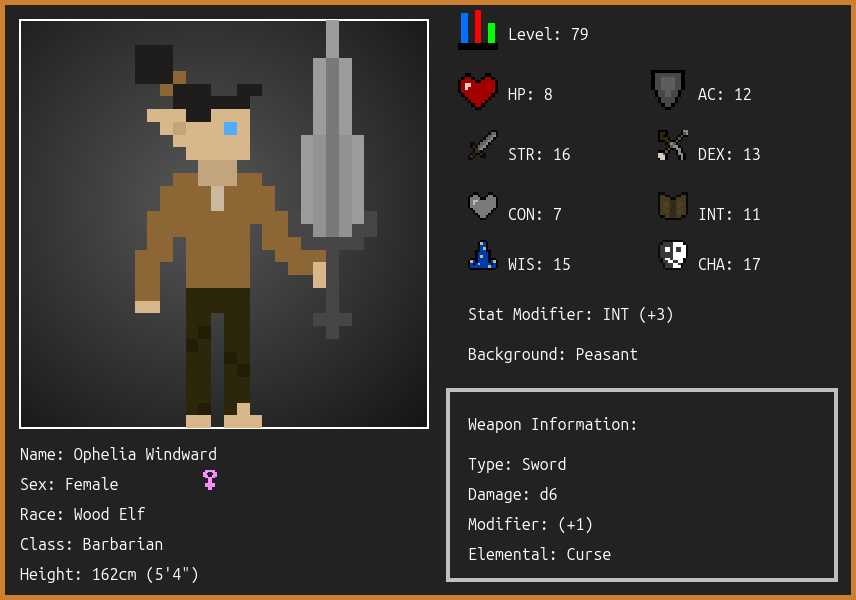 Level: 79
HP: 8
AC: 12
STR: 16
DEX: 13
CON: 7
INT: 11
WIS: 15
CHA: 17
Stat Modifier: INT (+3)
Background: Peasant
Weapon Information:
Type: Sword
Damage: d6
Modifier: (+1)
Elemental: Curse
Name: Ophelia Windward
Sex: Female
Race: Wood Elf
Class: Barbarian
Height: 162cm (5'4")